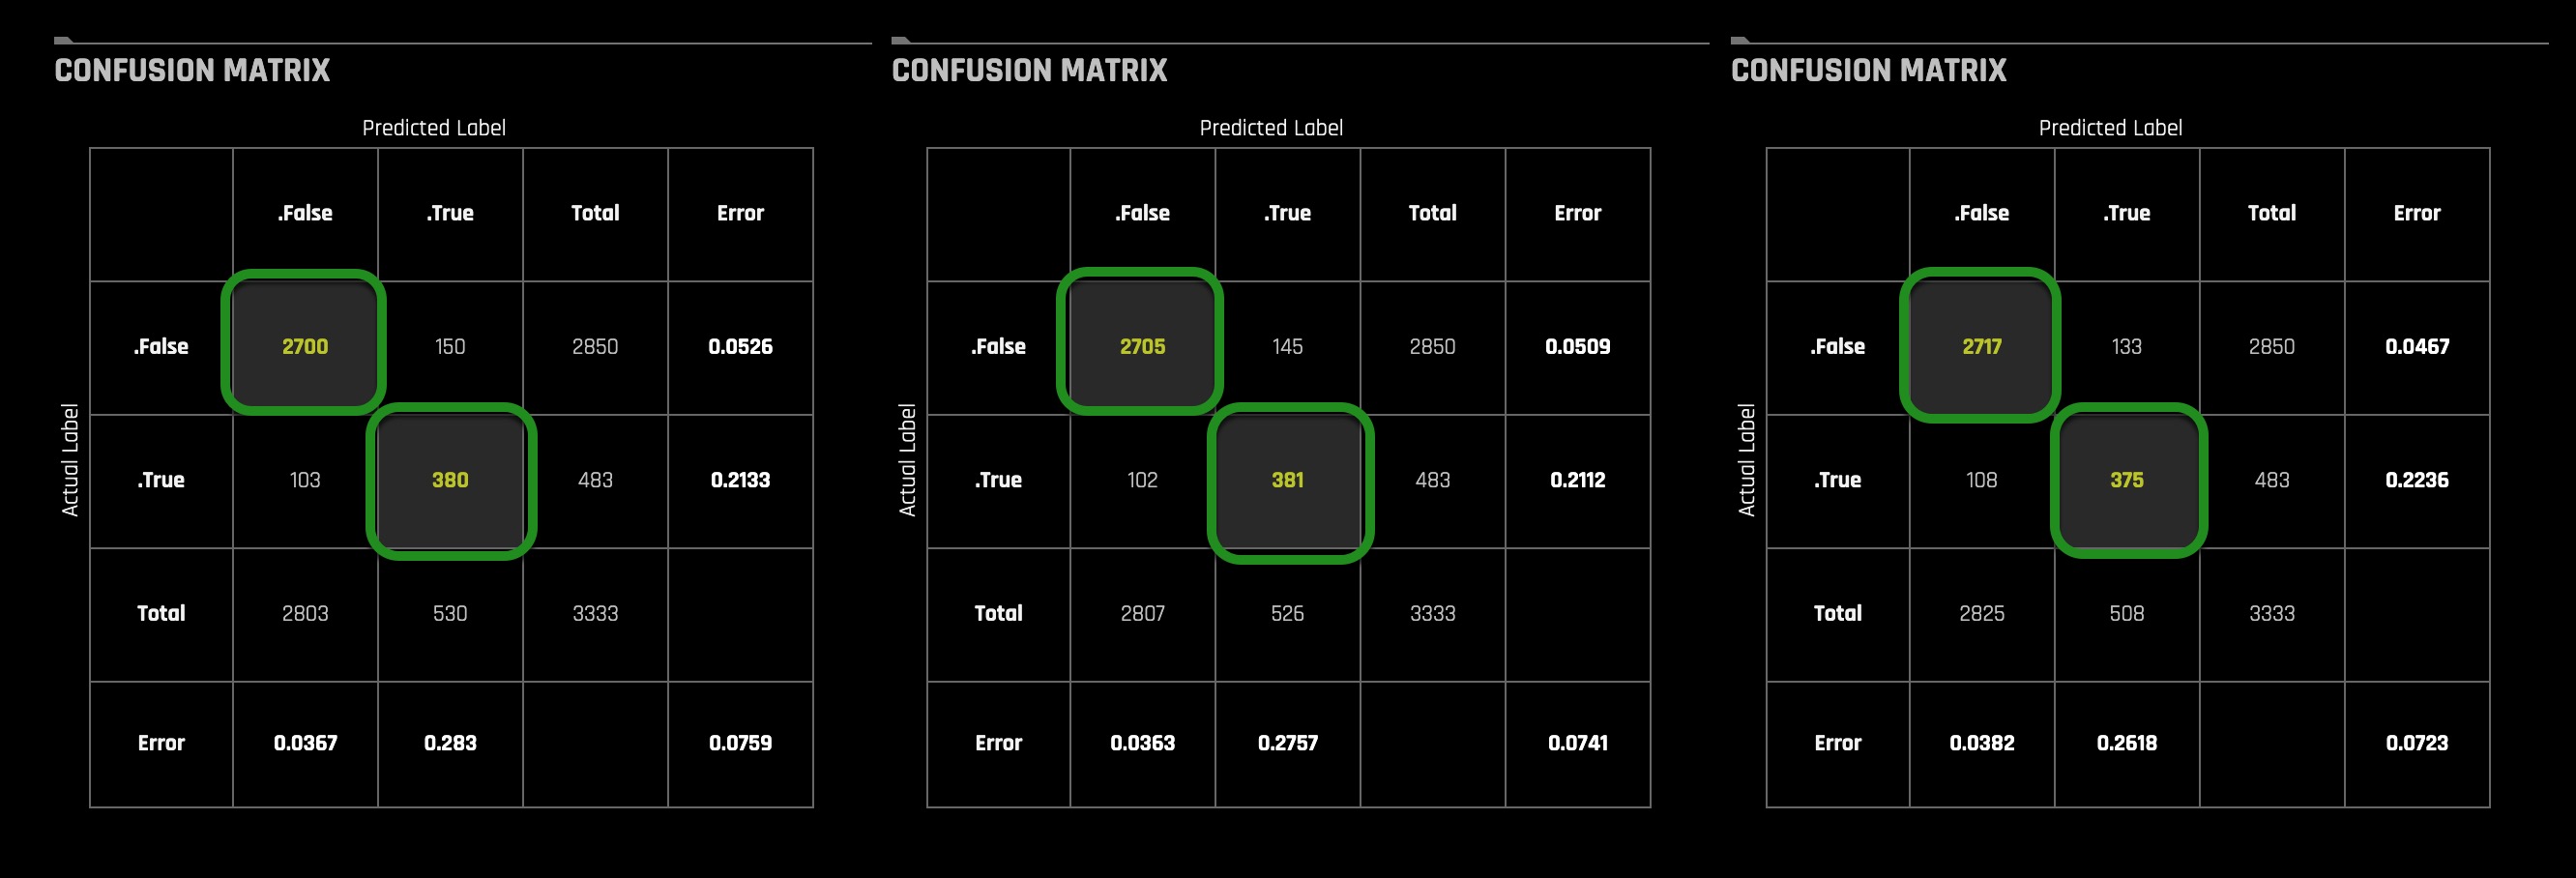 CONFUSION MATRIX
Predicted Label
Actual Label
.False .True Total Error
.False 2700 150 2850 0.0526
.True 103 380 483 0.2133
Total 2803 530 3333
Error 0.0367 0.283 0.0759
CONFUSION MATRIX
Predicted Label
Actual Label
.False .True Total Error
.False 2705 145 2850 0.0509
.True 102 381 483 0.2112
Total 2807 526 3333
Error 0.0363 0.2757 0.0741
CONFUSION MATRIX
Predicted Label
Actual Label
.False .True Total Error
.False 2717 133 2850 0.0467
.True 108 375 483 0.2236
Total 2825 508 3333
Error 0.0382 0.2618 0.0723